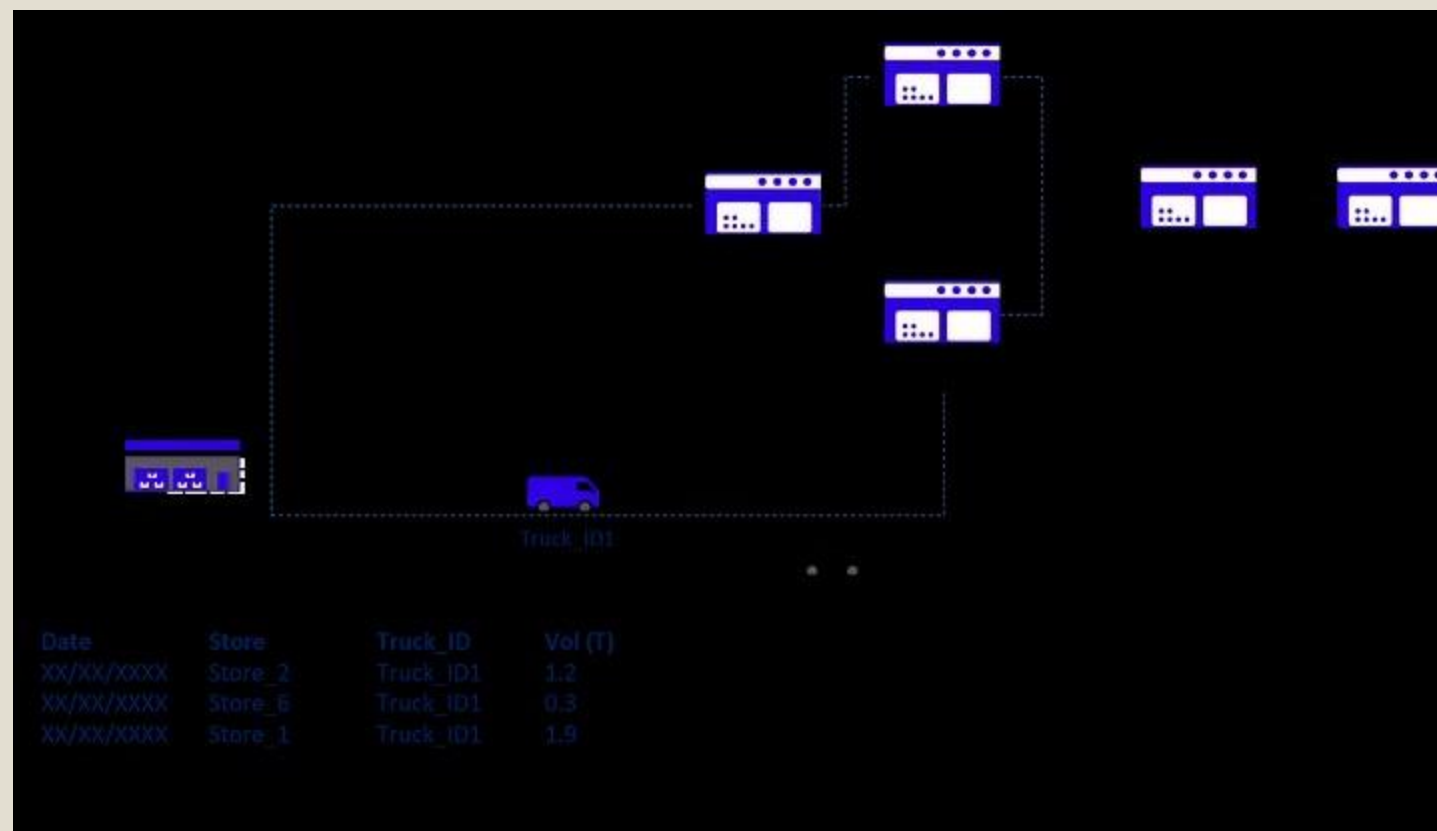 Truck_ID1
Date Store Truck_ID Vol (T)
XX/XX/XXXX Store_2 Truck_ID1 1.2
XX/XX/XXXX Store_6 Truck_ID1 0.3
XX/XX/XXXX Store_1 Truck_ID1 1.9